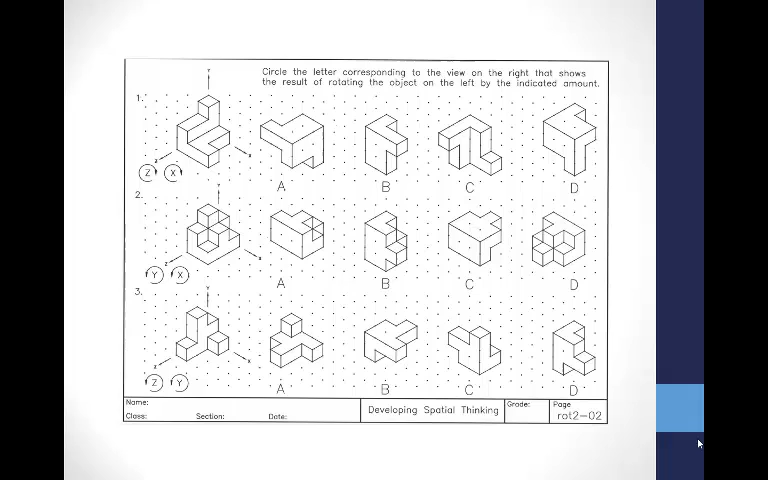 Circle the letter corresponding to the view on the right that shows
the result of rotating the object on the left by the indicated amount.
1.
Y
Z
X
Z X
A B C D
2.
Y
Z
X
Y X
A B C D
3.
Y
X
Z Y
A B C D
Name:
Class: Section: Date:
Developing Spatial Thinking
Grade:
Page
rot2-02